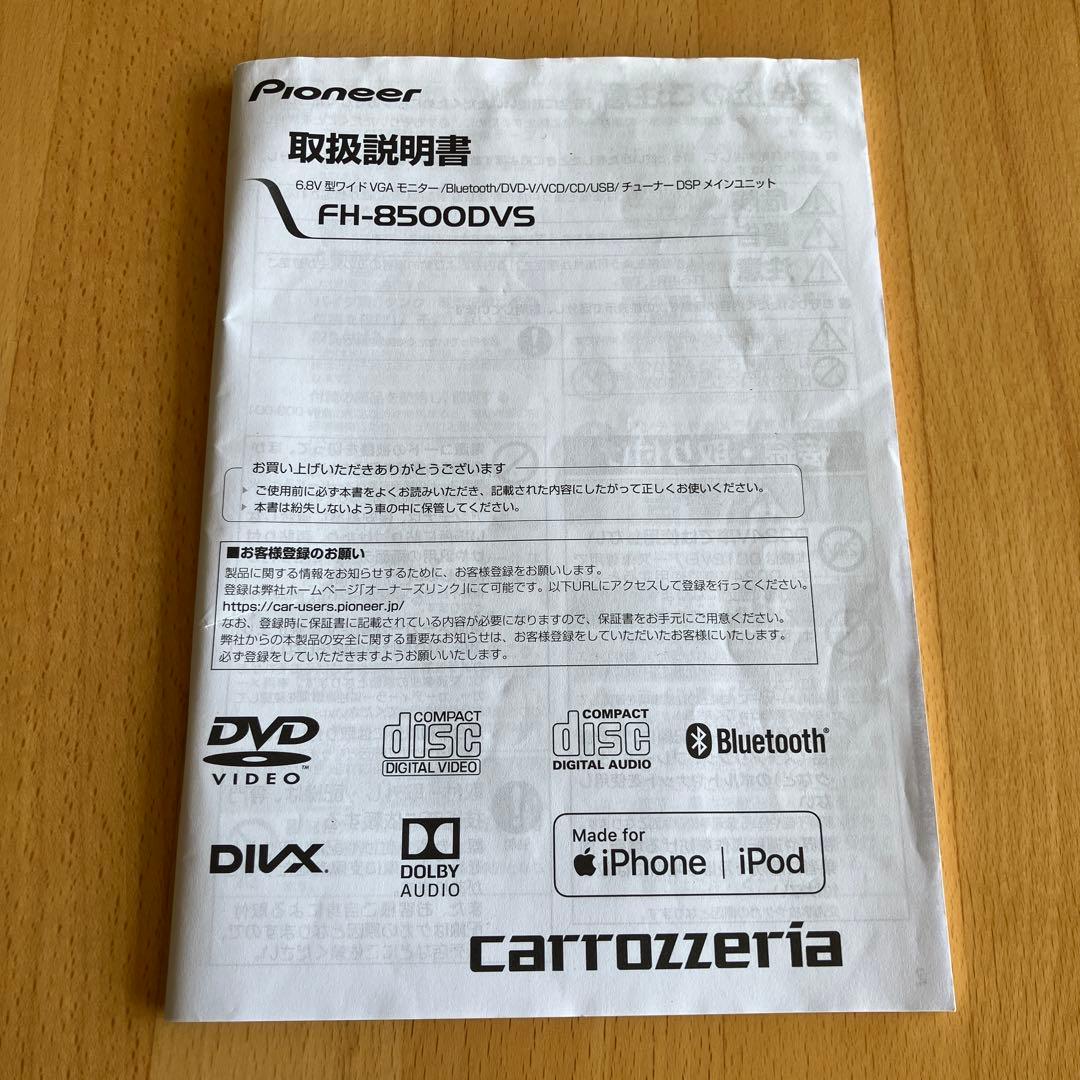 Pioneer
取扱説明書
6.8V 型ワイド VGA モニター /Bluetooth/DVD-V/VCD/CD/USB/ チューナー DSP メインユニット
FH-8500DVS
お買い上げいただきありがとうございます
ご使用前に必ず本書をよくお読みいただき、記載された内容にしたがって正しくお使いください。
本書は紛失しないよう車の中に保管してください。
■お客様登録のお願い
製品に関する情報をお知らせするために、お客様登録をお願いします。
登録は弊社ホームページ「オーナーズリンク」にて可能です。以下URLにアクセスして登録を行ってください。
https://car-users.pioneer.jp/
なお、登録時に保証書に記載されている内容が必要になりますので、保証書をお手元にご用意ください。
弊社からの本製品の安全に関する重要なお知らせは、お客様登録をしていただいたお客様にいたします。
必ず登録をしていただきますようお願いいたします。
DVD VIDEO™
COMPACT disc DIGITAL VIDEO
COMPACT disc DIGITAL AUDIO
Bluetooth®
DIVX.
DOLBY AUDIO
Made for
iPhone | iPod
carrozzeria